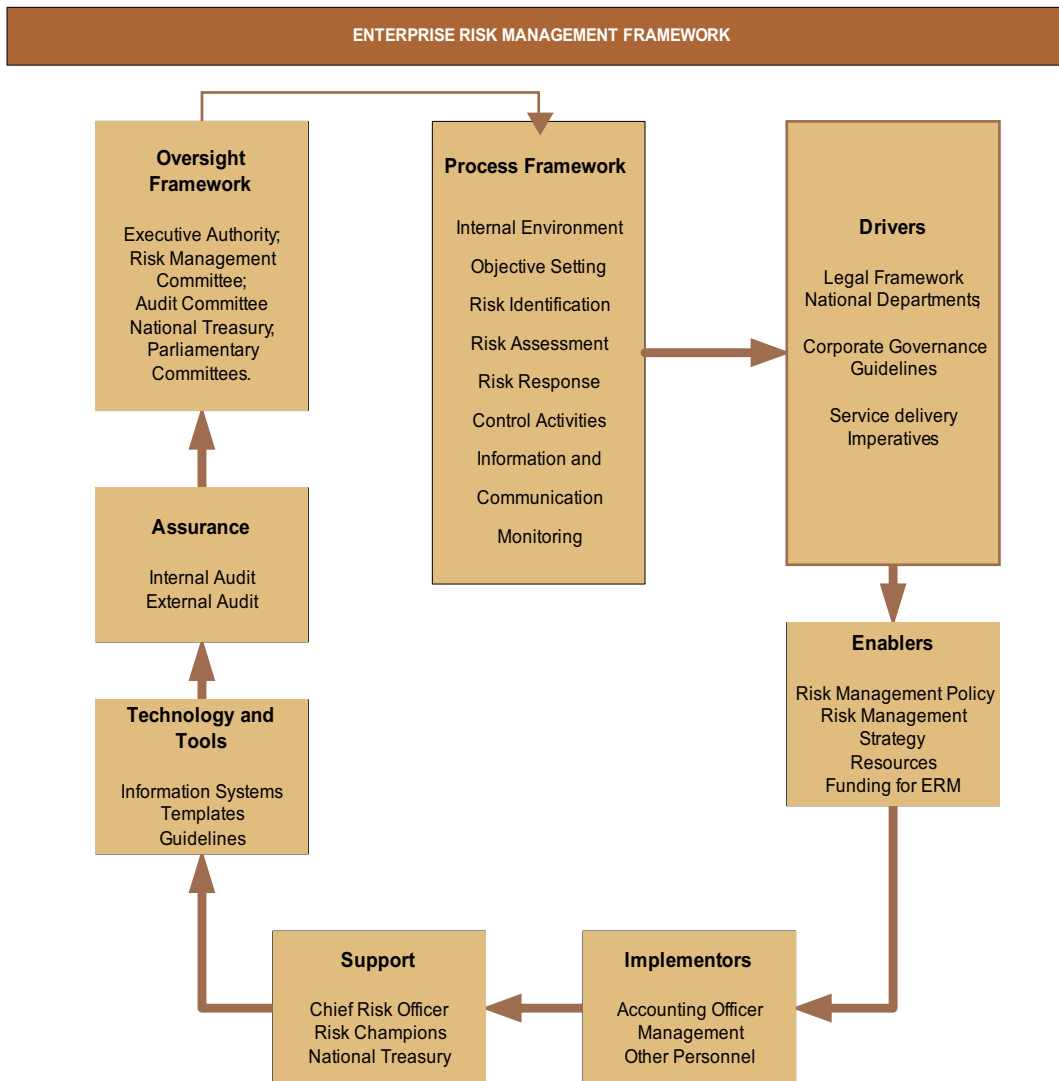 ENTERPRISE RISK MANAGEMENT FRAMEWORK
Oversight
Framework
Executive Authority;
Risk Management
Committee;
Audit Committee
National Treasury;
Parliamentary
Committees.
Process Framework
Internal Environment
Objective Setting
Risk Identification
Risk Assessment
Risk Response
Control Activities
Information and
Communication
Monitoring
Drivers
Legal Framework
National Departments;
Corporate Governance
Guidelines
Service delivery
Imperatives
Enablers
Risk Management Policy
Risk Management
Strategy
Resources
Funding for ERM
Implementors
Accounting Officer
Management
Other Personnel
Support
Chief Risk Officer
Risk Champions
National Treasury
Technology and
Tools
Information Systems
Templates
Guidelines
Assurance
Internal Audit
External Audit